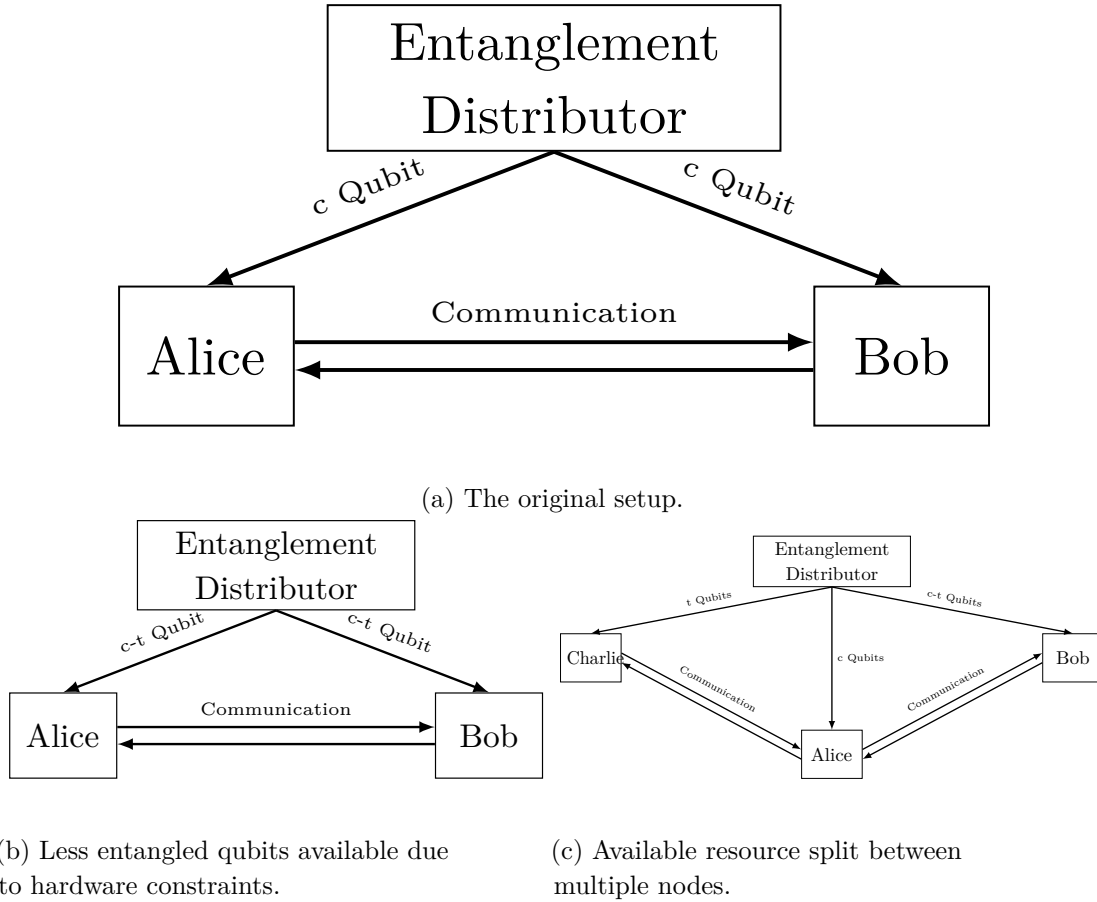 Entanglement
Distributor
c Qubit
c Qubit
Communication
Alice
Bob
(a) The original setup.
Entanglement
Distributor
c-t Qubit
c-t Qubit
Communication
Alice
Bob
(b) Less entangled qubits available due
to hardware constraints.
Entanglement
Distributor
t Qubits
c-t Qubits
Charlie
c Qubits
Bob
Communication
Communication
Alice
(c) Available resource split between
multiple nodes.